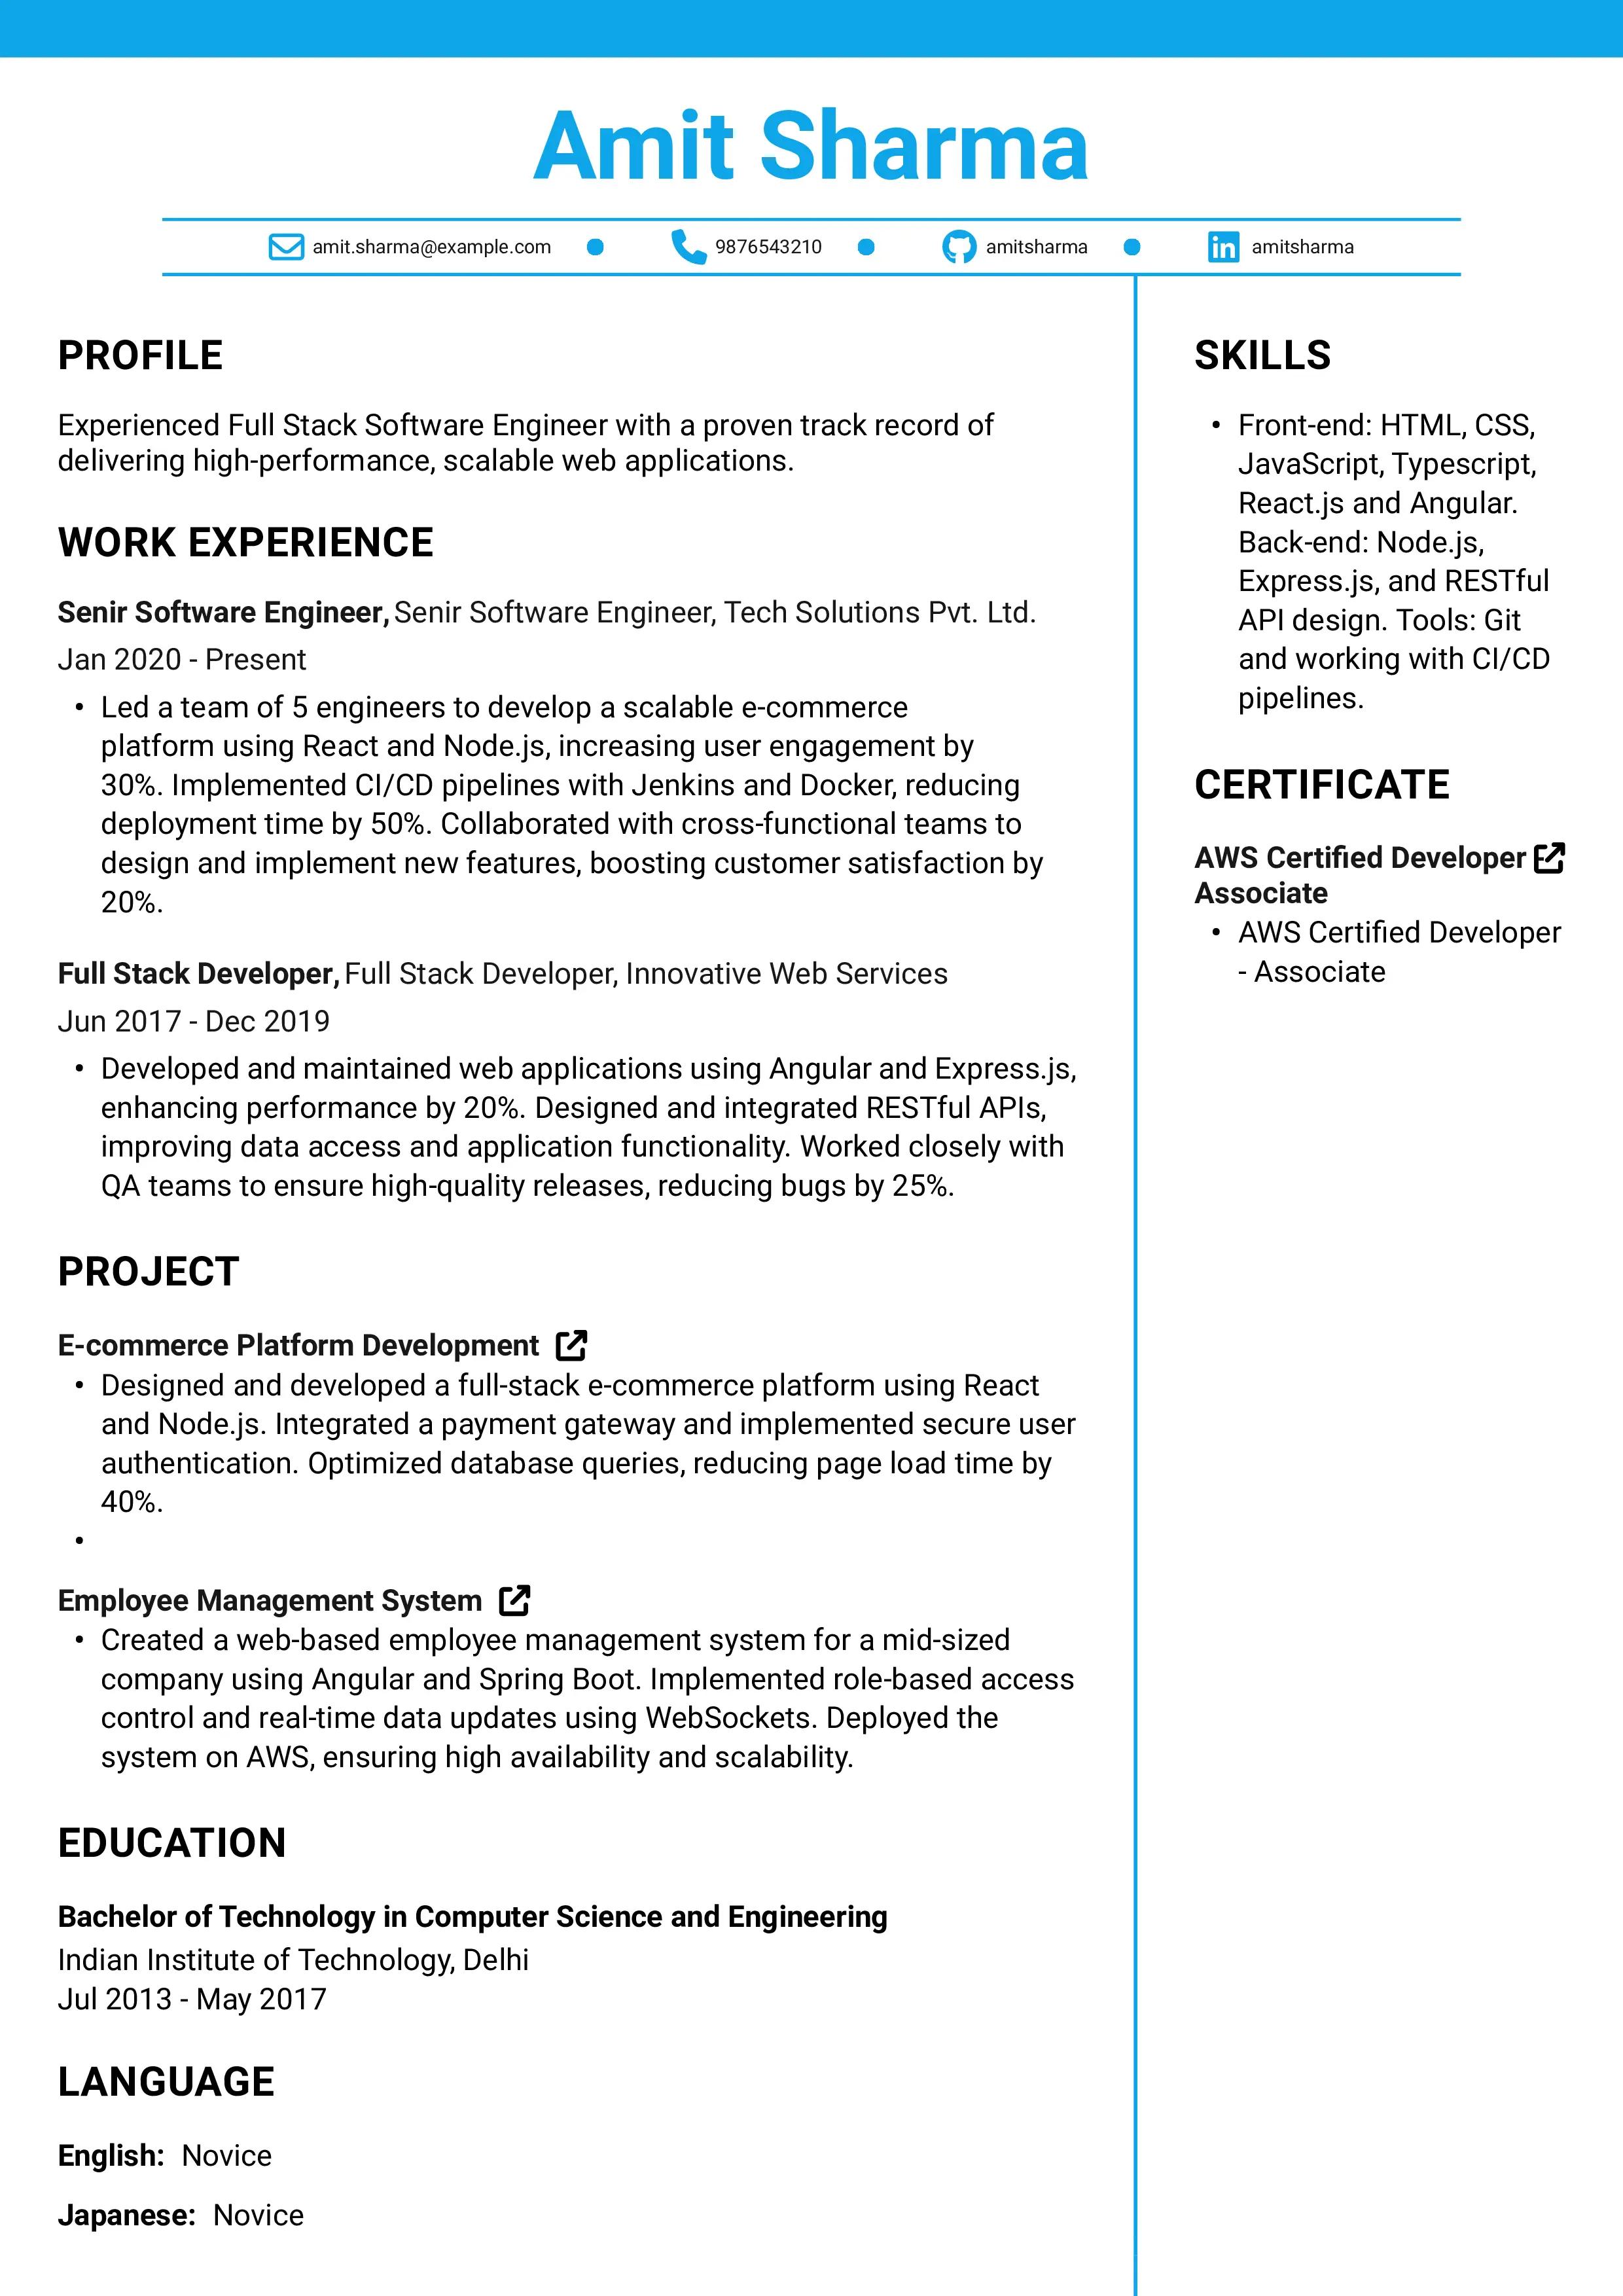 Amit Sharma
amit.sharma@example.com • 9876543210 • amitsharma • amitsharma
PROFILE
Experienced Full Stack Software Engineer with a proven track record of
delivering high-performance, scalable web applications.
WORK EXPERIENCE
Senir Software Engineer, Senir Software Engineer, Tech Solutions Pvt. Ltd.
Jan 2020 - Present
• Led a team of 5 engineers to develop a scalable e-commerce
platform using React and Node.js, increasing user engagement by
30%. Implemented CI/CD pipelines with Jenkins and Docker, reducing
deployment time by 50%. Collaborated with cross-functional teams to
design and implement new features, boosting customer satisfaction by
20%.
Full Stack Developer, Full Stack Developer, Innovative Web Services
Jun 2017 - Dec 2019
• Developed and maintained web applications using Angular and Express.js,
enhancing performance by 20%. Designed and integrated RESTful APIs,
improving data access and application functionality. Worked closely with
QA teams to ensure high-quality releases, reducing bugs by 25%.
PROJECT
E-commerce Platform Development
• Designed and developed a full-stack e-commerce platform using React
and Node.js. Integrated a payment gateway and implemented secure user
authentication. Optimized database queries, reducing page load time by
40%.
•
Employee Management System
• Created a web-based employee management system for a mid-sized
company using Angular and Spring Boot. Implemented role-based access
control and real-time data updates using WebSockets. Deployed the
system on AWS, ensuring high availability and scalability.
EDUCATION
Bachelor of Technology in Computer Science and Engineering
Indian Institute of Technology, Delhi
Jul 2013 - May 2017
LANGUAGE
English: Novice
Japanese: Novice
SKILLS
• Front-end: HTML, CSS,
JavaScript, Typescript,
React.js and Angular.
Back-end: Node.js,
Express.js, and RESTful
API design. Tools: Git
and working with CI/CD
pipelines.
CERTIFICATE
AWS Certified Developer
Associate
• AWS Certified Developer
- Associate